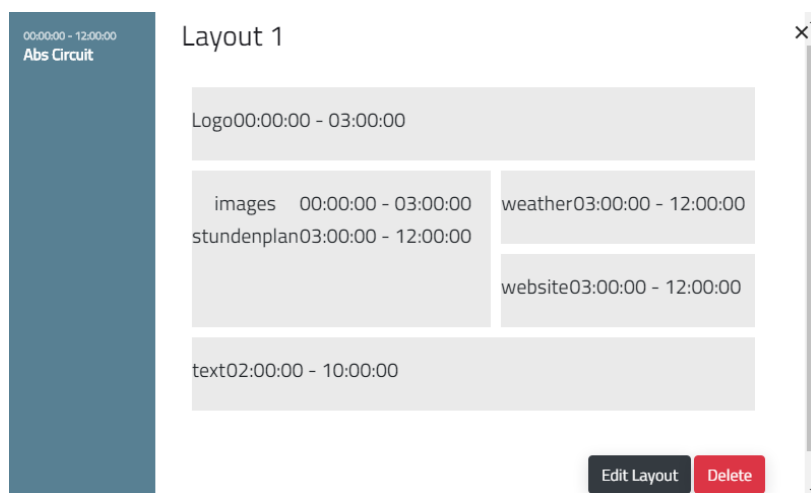 00:00:00 - 12:00:00
Abs Circuit
Layout 1
×
Logo00:00:00 - 03:00:00
images 00:00:00 - 03:00:00
stundenplan03:00:00 - 12:00:00
weather03:00:00 - 12:00:00
website03:00:00 - 12:00:00
text02:00:00 - 10:00:00
Edit Layout
Delete